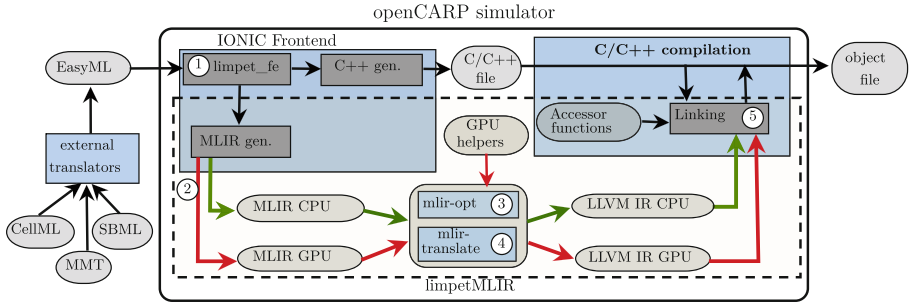 openCARP simulator
IONIC Frontend
EasyML
1
limpet_fe
C++ gen.
C/C++
file
C/C++ compilation
object
file
external
translators
MLIR gen.
GPU
helpers
Accessor
functions
Linking
5
2
MLIR CPU
mlir-opt
3
LLVM IR CPU
CellML
SBML
MMT
MLIR GPU
mlir-
translate
4
LLVM IR GPU
limpetMLIR